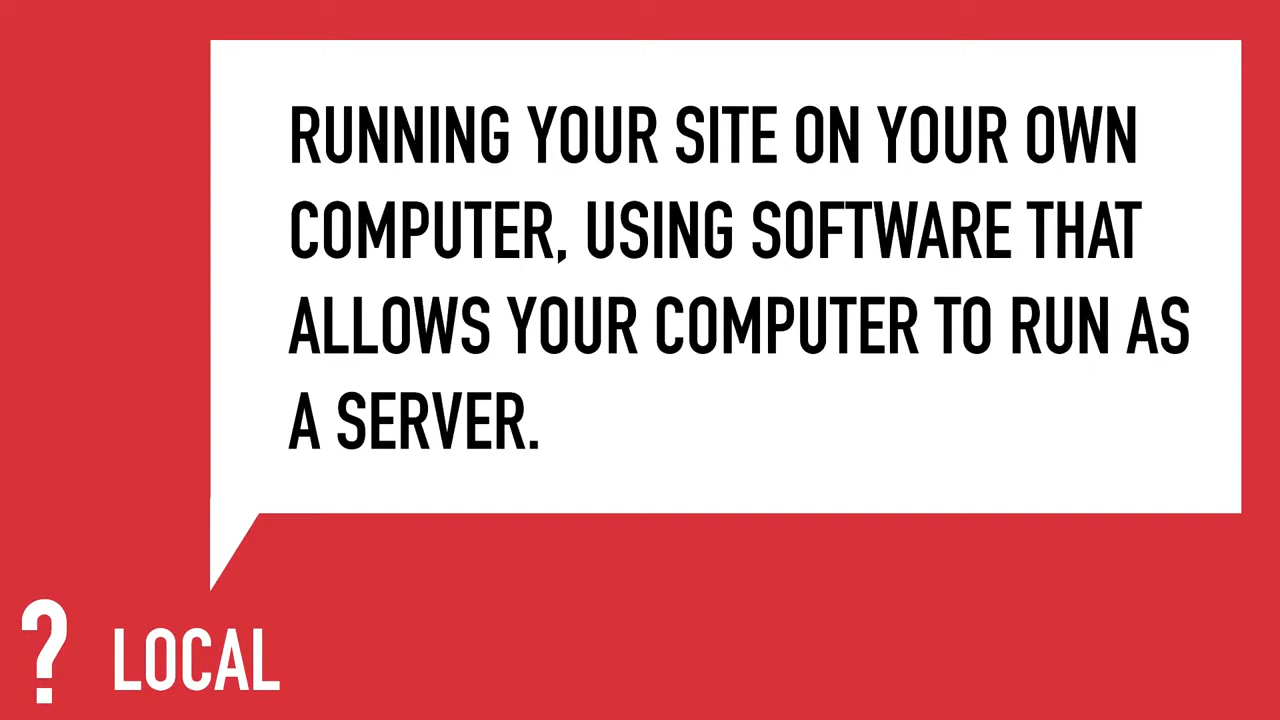 RUNNING YOUR SITE ON YOUR OWN
COMPUTER, USING SOFTWARE THAT
ALLOWS YOUR COMPUTER TO RUN AS
A SERVER.
? LOCAL